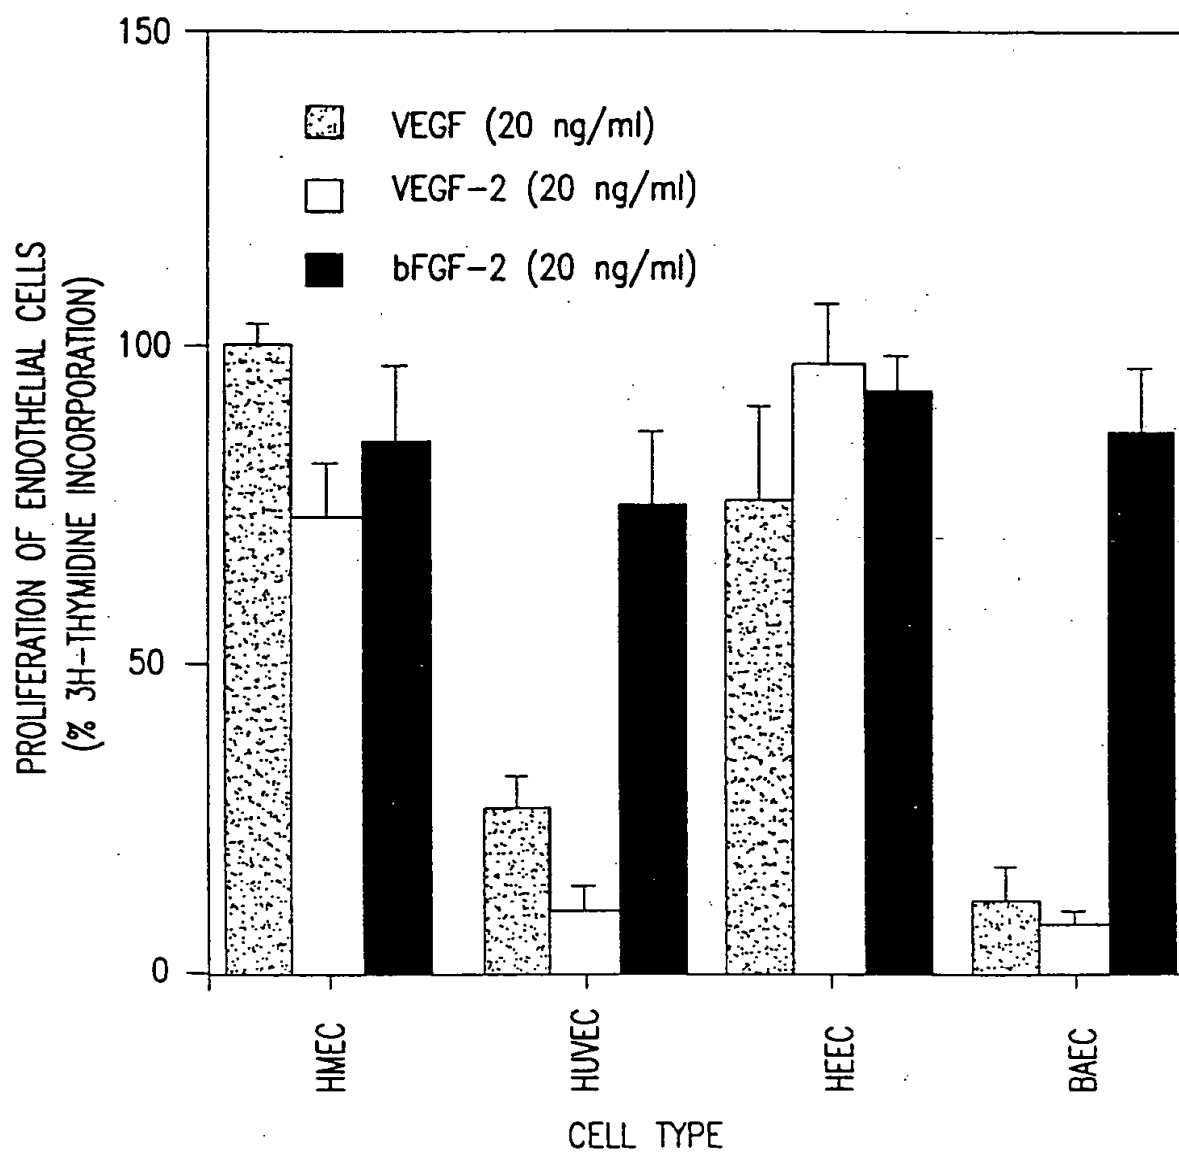 150
100
50
0
VEGF (20 ng/ml)
VEGF-2 (20 ng/ml)
bFGF-2 (20 ng/ml)
PROLIFERATION OF ENDOTHELIAL CELLS
(% 3H-THYMIDINE INCORPORATION)
HMEC
HUVEC
HEEC
BAEC
CELL TYPE